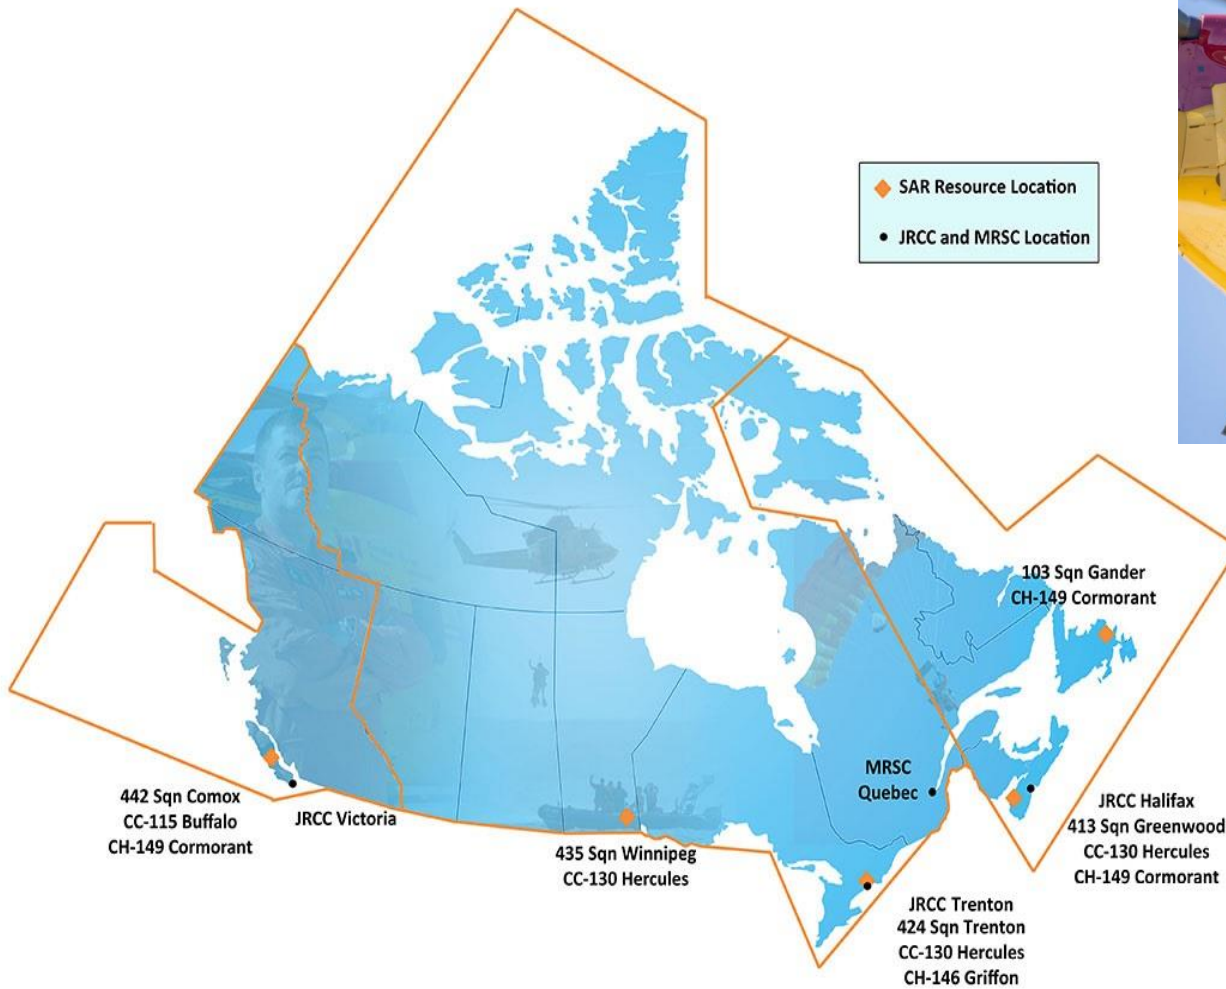 SAR Resource Location
JRCC and MRSC Location
103 Sqn Gander
CH-149 Cormorant
MRSC
Quebec
442 Sqn Comox
CC-115 Buffalo
CH-149 Cormorant
JRCC Victoria
435 Sqn Winnipeg
CC-130 Hercules
JRCC Halifax
413 Sqn Greenwood
CC-130 Hercules
CH-149 Cormorant
JRCC Trenton
424 Sqn Trenton
CC-130 Hercules
CH-146 Griffon